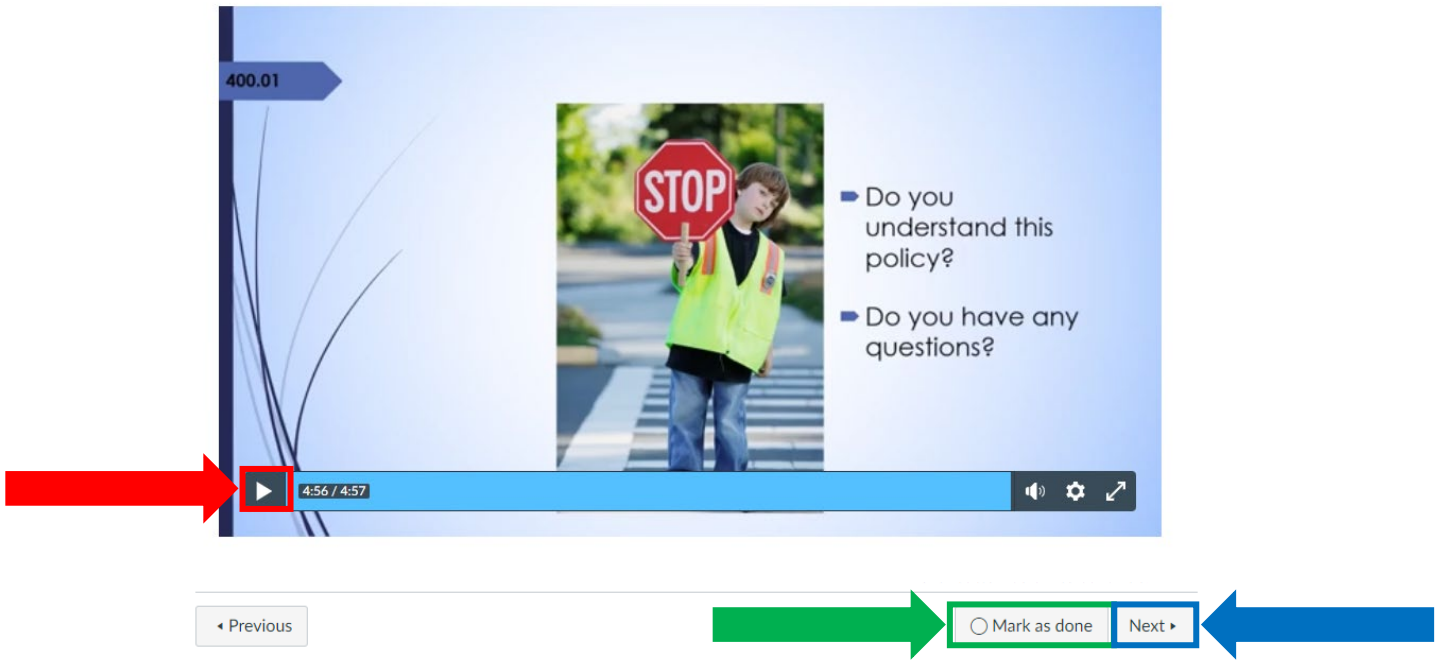 400.01
STOP
Do you
understand this
policy?
Do you have any
questions?
4:56 / 4:57
Previous
Mark as done
Next